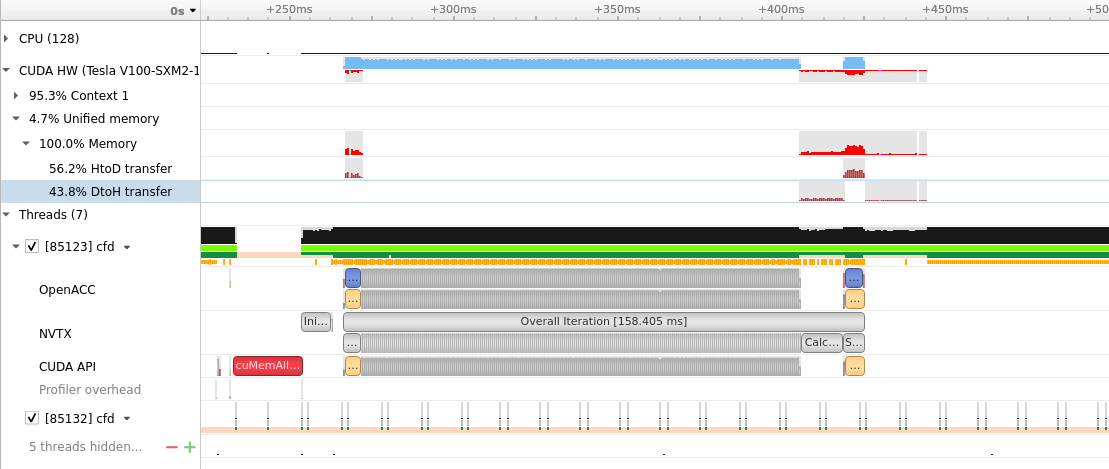 0s +250ms +300ms +350ms +400ms +450ms +50
CPU (128)
CUDA HW (Tesla V100-SXM2-1
95.3% Context 1
4.7% Unified memory
100.0% Memory
56.2% HtoD transfer
43.8% DtoH transfer
Threads (7)
[85123] cfd
OpenACC ... ...
... ...
NVTX Ini... Overall Iteration [158.405 ms]
... Calc... S...
CUDA API cuMemAll... ... ...
Profiler overhead
[85132] cfd
5 threads hidden...